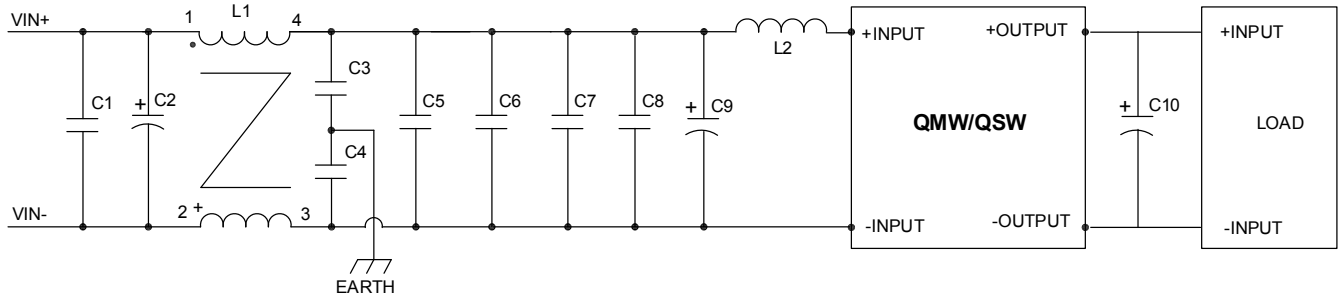 VIN+
1
L1
4
L2
+INPUT
+OUTPUT
+INPUT
C1
+
C2
C3
C4
C5
C6
C7
C8
+
C9
QMW/QSW
+
C10
LOAD
VIN-
2
+
3
-INPUT
-OUTPUT
-INPUT
EARTH